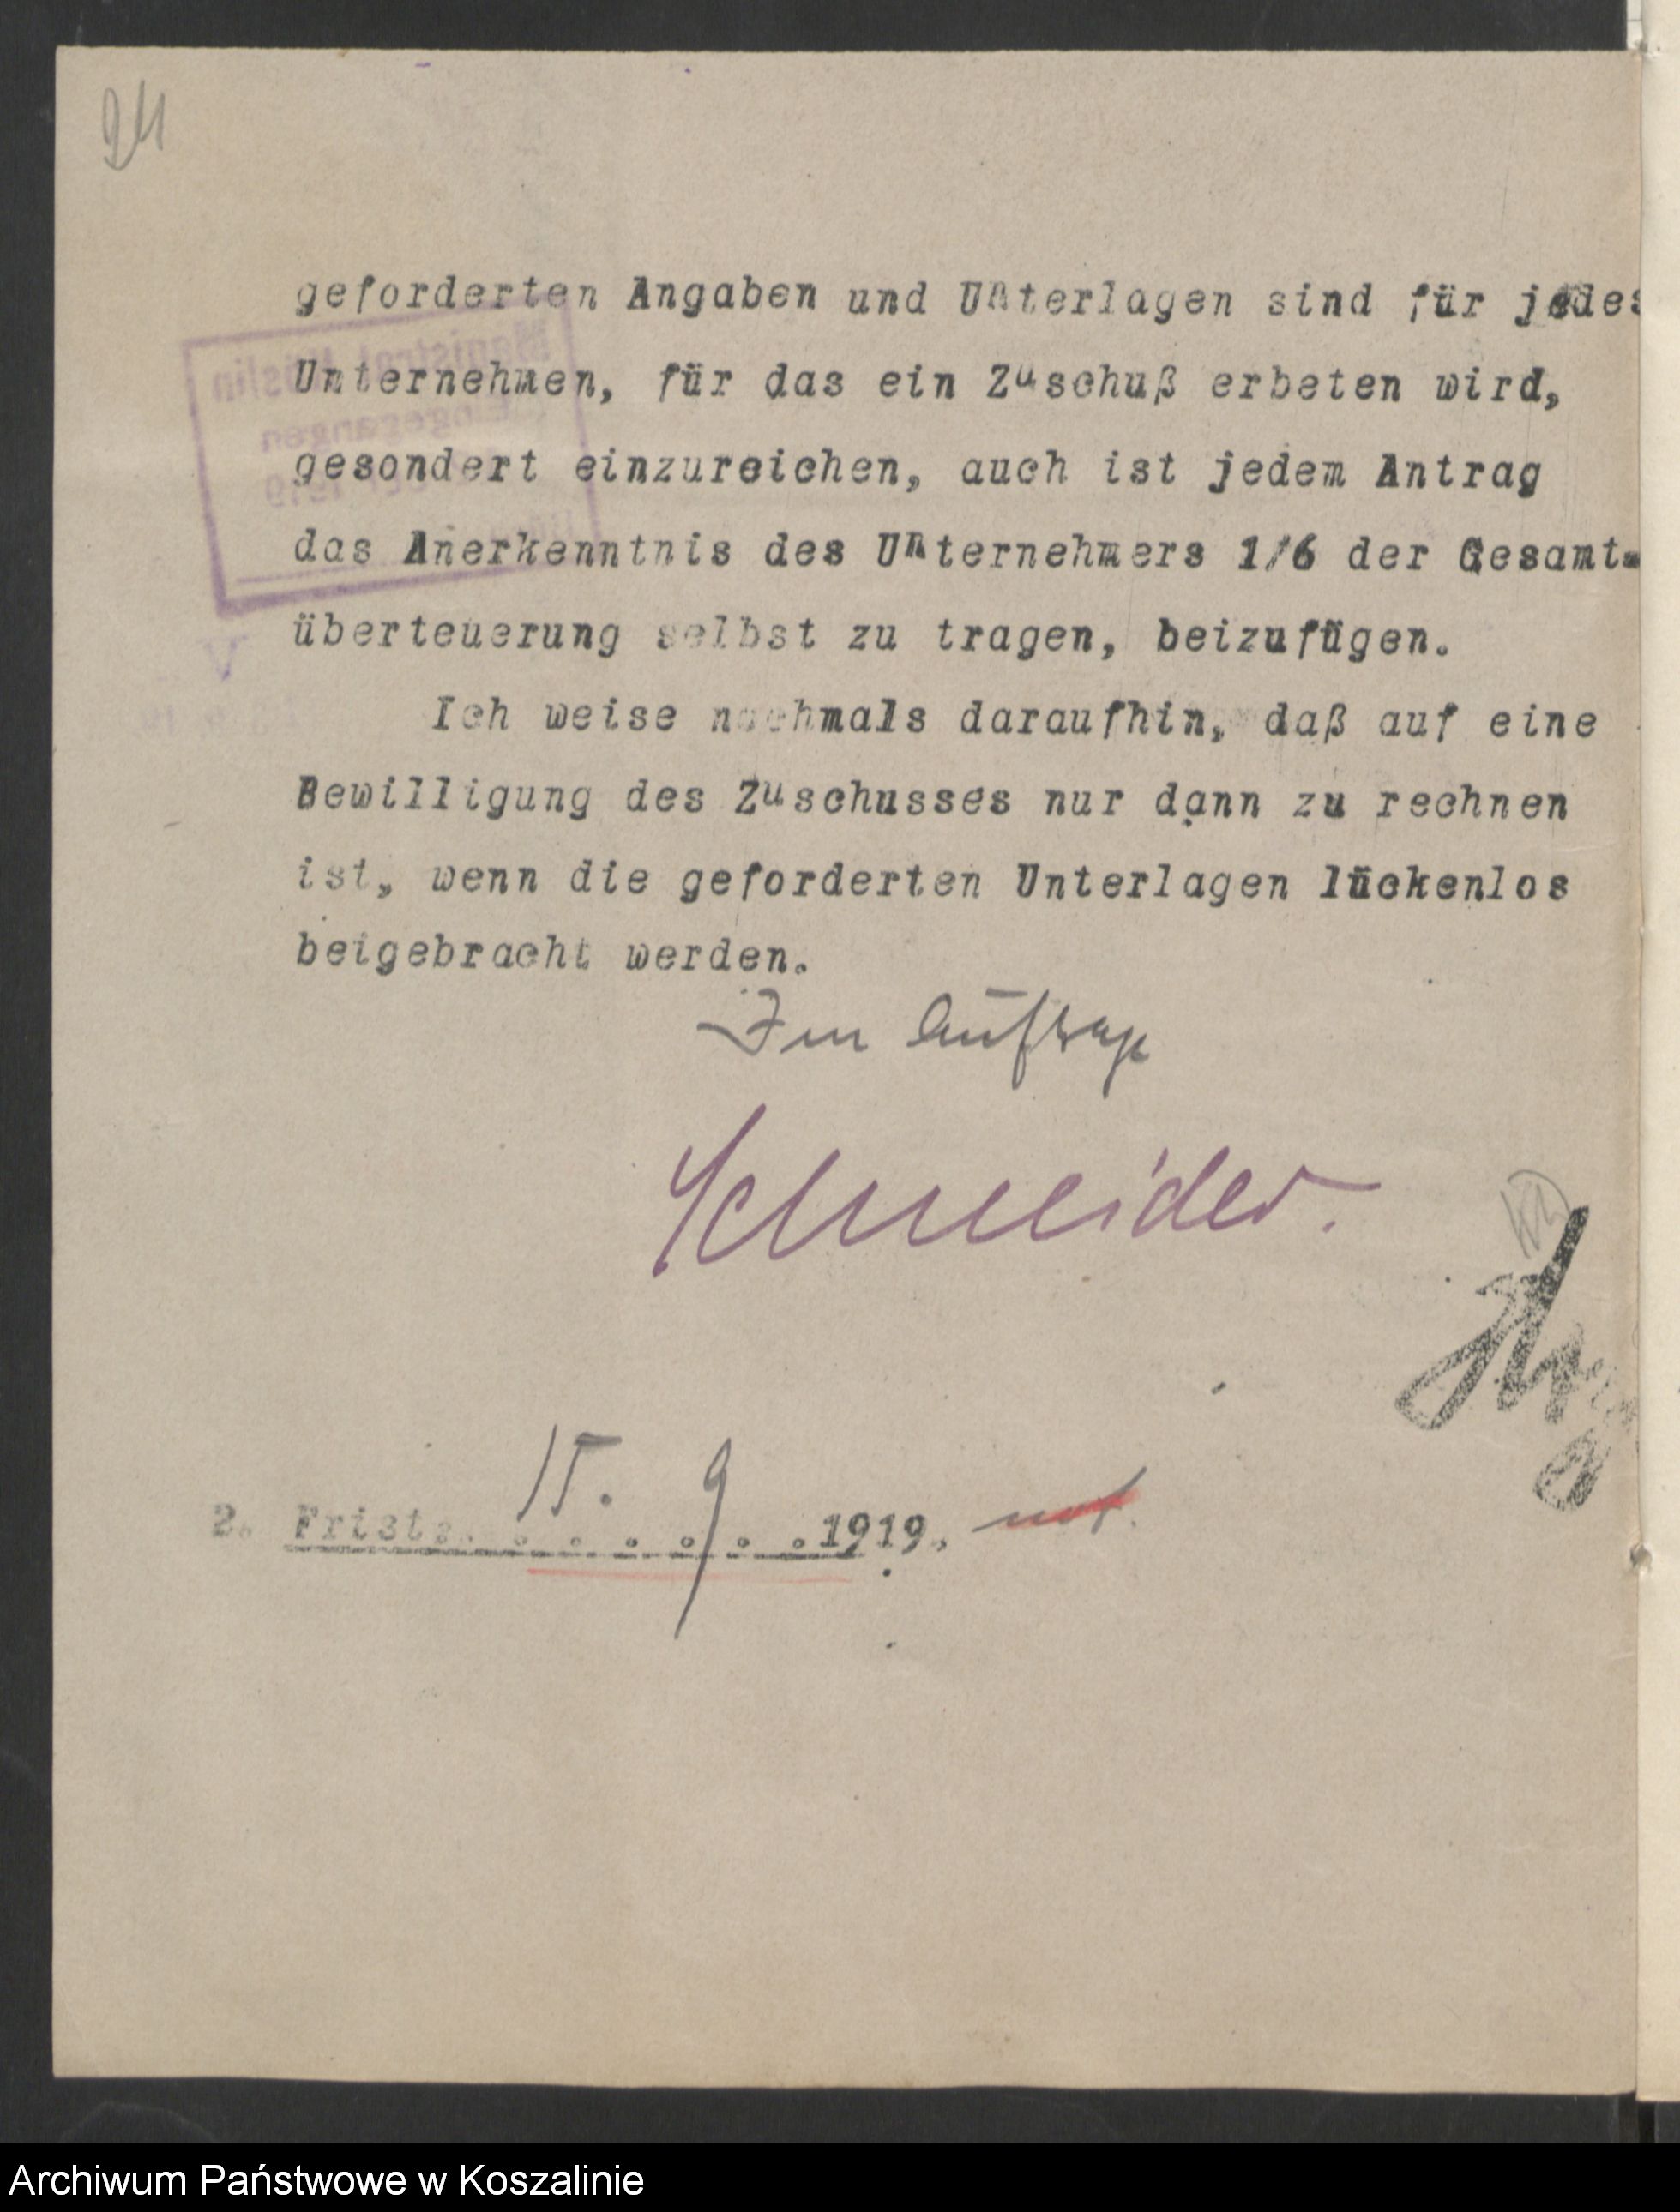 24
geforderten Angaben und Unterlagen sind für jedes
Unternehmen, für das ein Zuschuß erbeten wird,
gesondert einzureichen, auch ist jedem Antrag
das Anerkenntnis des Unternehmers 1/6 der Gesamt-
überteuerung selbst zu tragen, beizufügen.
Ich weise nochmals daraufhin, daß auf eine
Bewilligung des Zuschusses nur dann zu rechnen
ist, wenn die geforderten Unterlagen lückenlos
beigebracht werden.
Im Auftrage
Schneider.
2. Frist: 15. 9 1919. not.
Archiwum Państwowe w Koszalinie